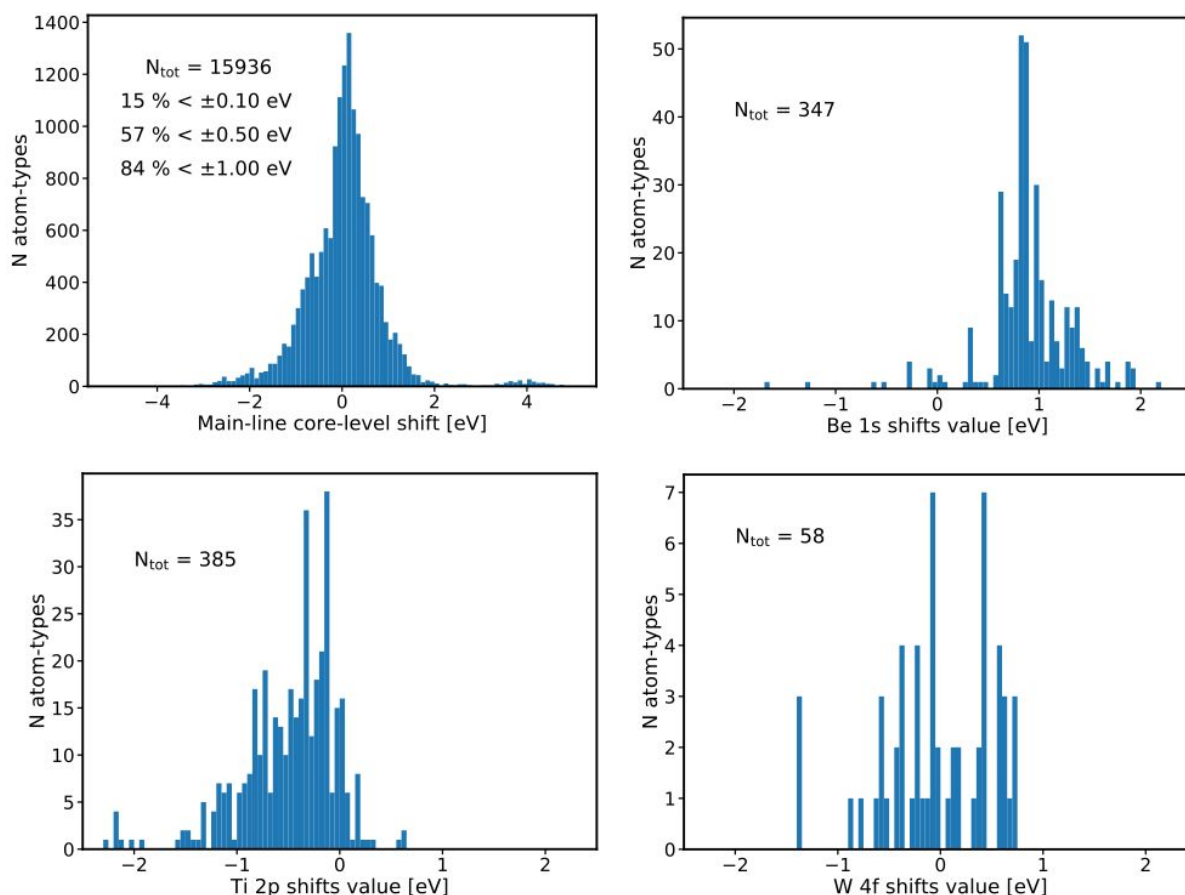 1400
1200
1000
800
600
400
200
0
N atom-types
N_tot = 15936
15 % < ±0.10 eV
57 % < ±0.50 eV
84 % < ±1.00 eV
−4 −2 0 2 4
Main-line core-level shift [eV]
50
40
30
20
10
0
N atom-types
N_tot = 347
−2 −1 0 1 2
Be 1s shifts value [eV]
35
30
25
20
15
10
5
0
N atom-types
N_tot = 385
−2 −1 0 1 2
Ti 2p shifts value [eV]
7
6
5
4
3
2
1
0
N atom-types
N_tot = 58
−2 −1 0 1 2
W 4f shifts value [eV]